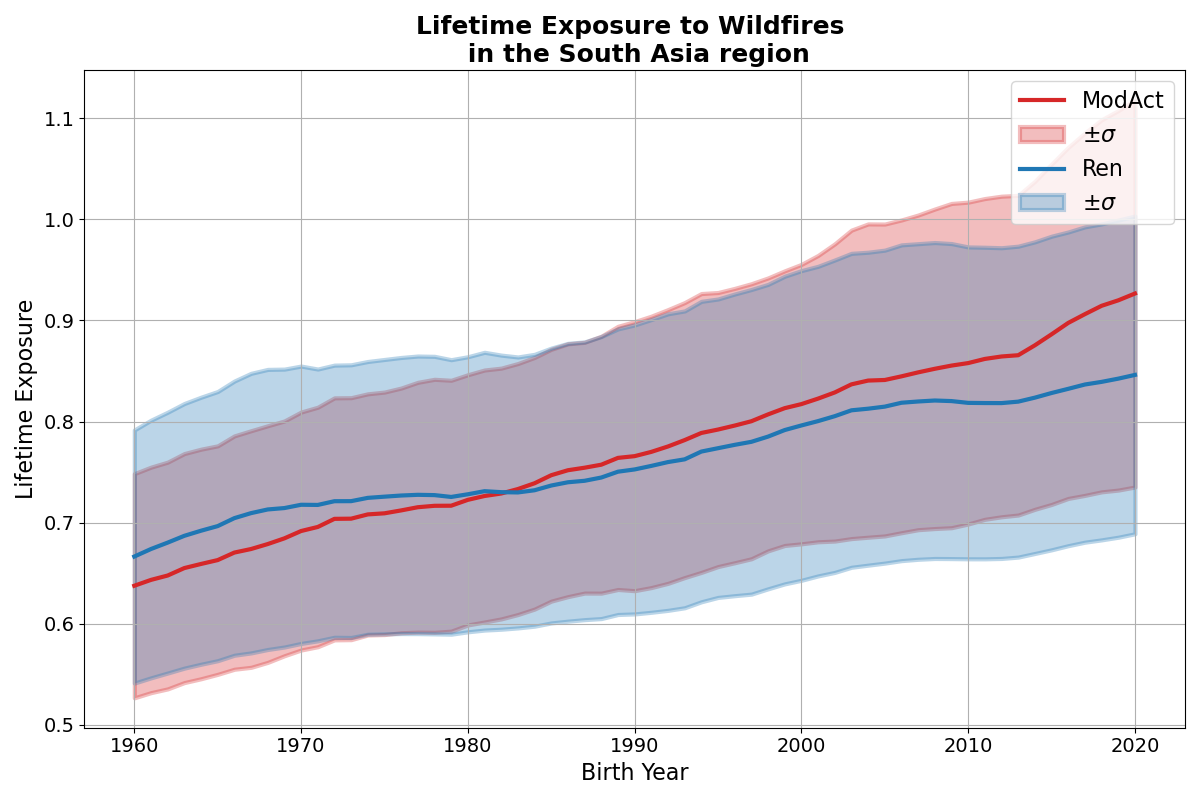 Lifetime Exposure to Wildfires
in the South Asia region
Lifetime Exposure
1.1
1.0
0.9
0.8
0.7
0.6
0.5
1960
1970
1980
1990
2000
2010
2020
Birth Year
ModAct
±σ
Ren
±σ